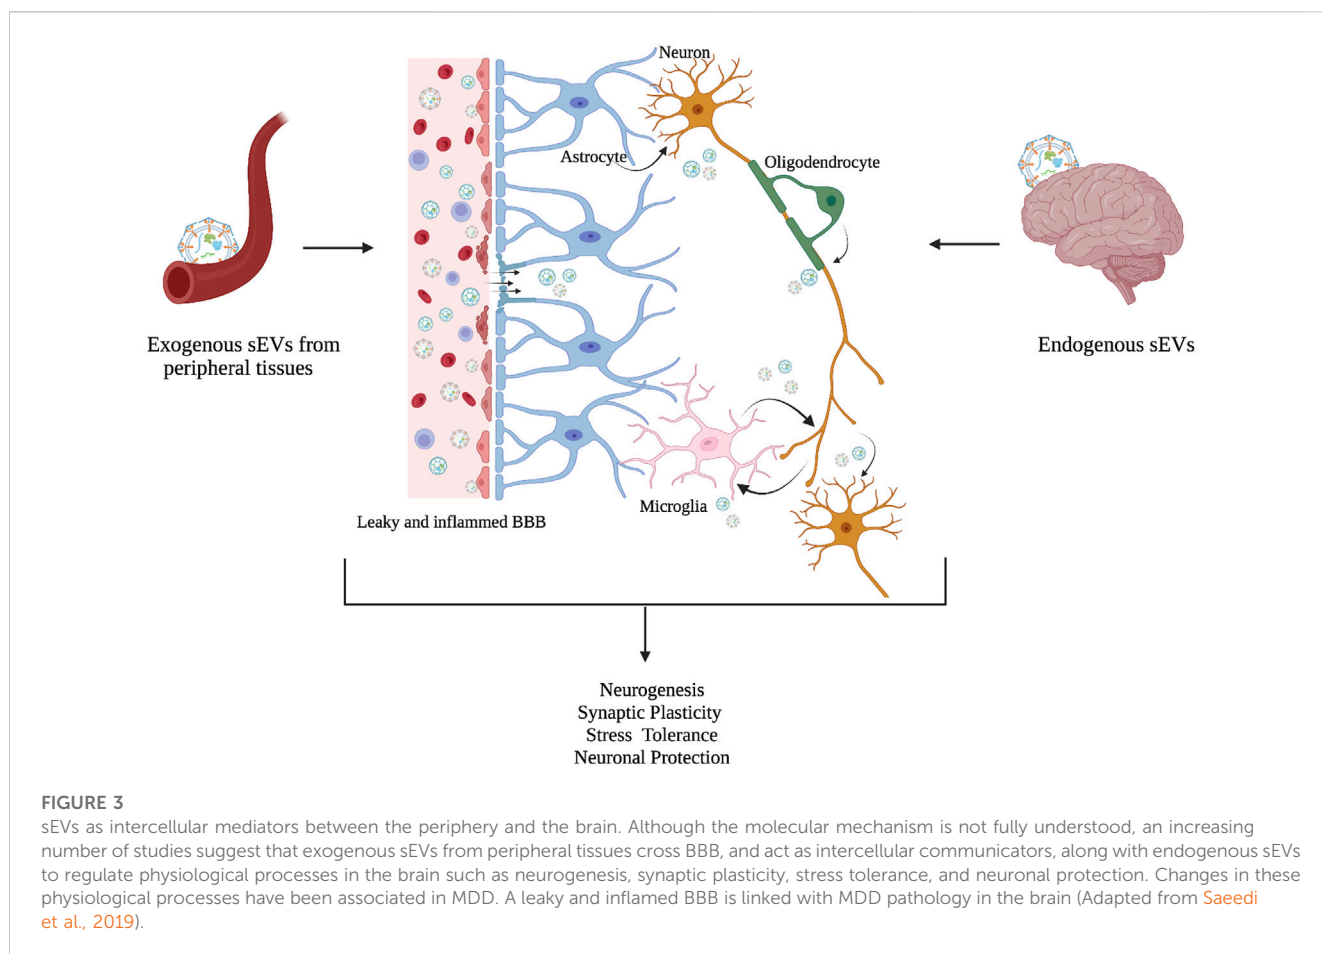 Neuron
Astrocyte
Oligodendrocyte
Exogenous sEVs from
peripheral tissues
Endogenous sEVs
Microglia
Leaky and inflammed BBB
Neurogenesis
Synaptic Plasticity
Stress Tolerance
Neuronal Protection
FIGURE 3
sEVs as intercellular mediators between the periphery and the brain. Although the molecular mechanism is not fully understood, an increasing
number of studies suggest that exogenous sEVs from peripheral tissues cross BBB, and act as intercellular communicators, along with endogenous sEVs
to regulate physiological processes in the brain such as neurogenesis, synaptic plasticity, stress tolerance, and neuronal protection. Changes in these
physiological processes have been associated in MDD. A leaky and inflamed BBB is linked with MDD pathology in the brain (Adapted from Saeedi
et al., 2019).